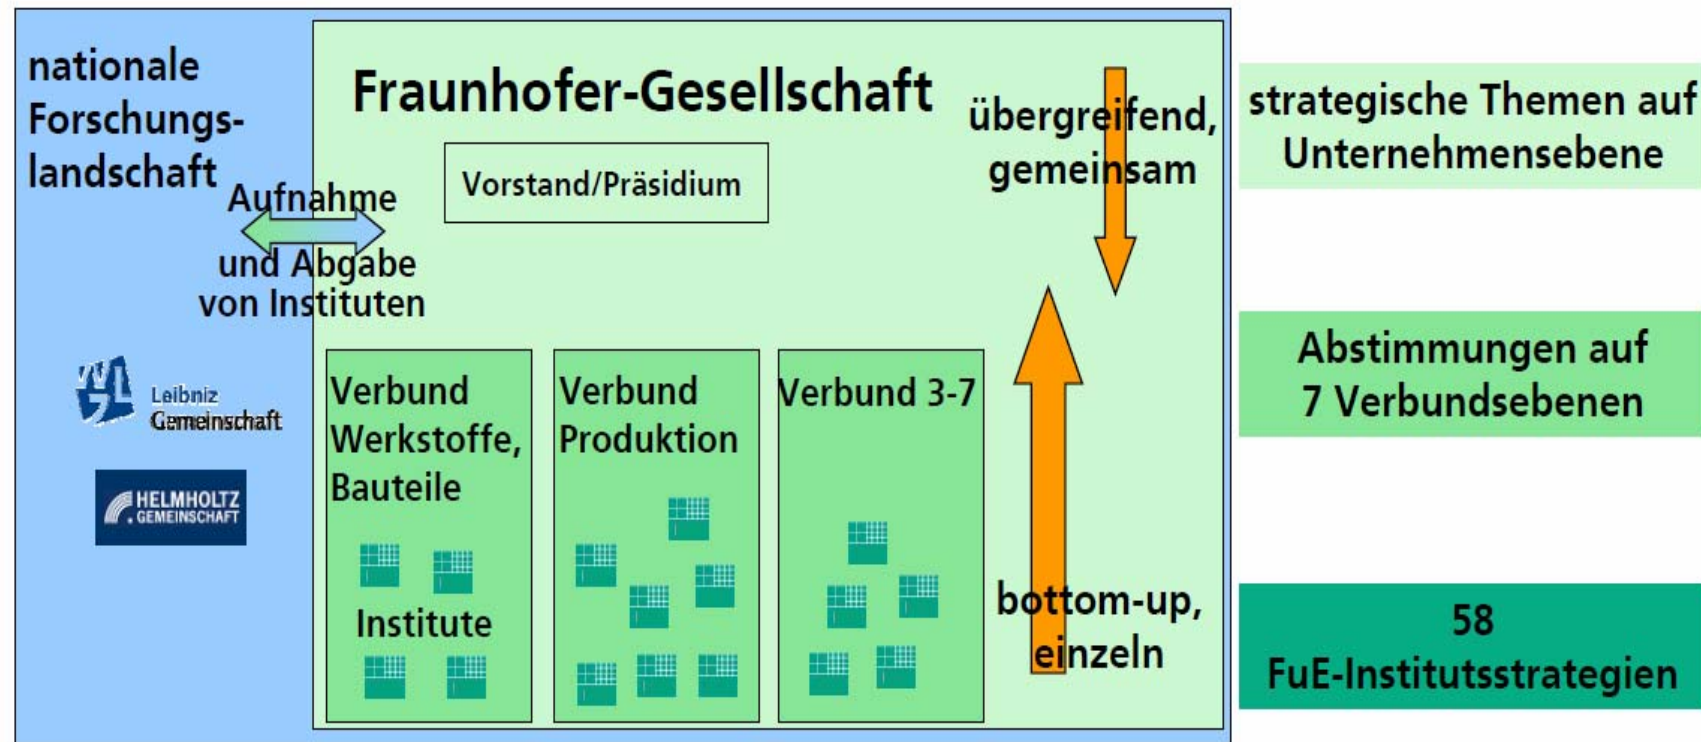 nationale
Forschungs-
landschaft
Fraunhofer-Gesellschaft
Vorstand/Präsidium
übergreifend,
gemeinsam
Aufnahme
und Abgabe
von Instituten
Leibniz
Gemeinschaft
HELMHOLTZ
GEMEINSCHAFT
Verbund
Werkstoffe,
Bauteile
Institute
Verbund
Produktion
Verbund 3-7
bottom-up,
einzeln
strategische Themen auf
Unternehmensebene
Abstimmungen auf
7 Verbundsebenen
58
FuE-Institutsstrategien